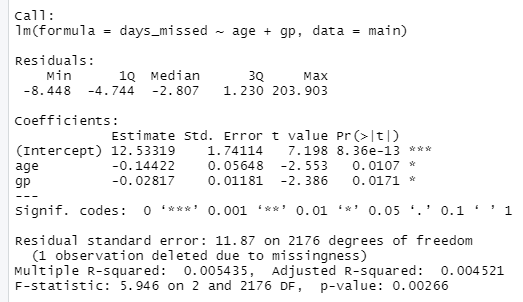 Call:
lm(formula = days_missed ~ age + gp, data = main)
Residuals:
Min 1Q Median 3Q Max
-8.448 -4.744 -2.807 1.230 203.903
Coefficients:
Estimate Std. Error t value Pr(>|t|)
(Intercept) 12.53319 1.74114 7.198 8.36e-13 ***
age -0.14422 0.05648 -2.553 0.0107 *
gp -0.02817 0.01181 -2.386 0.0171 *
---
Signif. codes: 0 ‘***’ 0.001 ‘**’ 0.01 ‘*’ 0.05 ‘.’ 0.1 ‘ ’ 1
Residual standard error: 11.87 on 2176 degrees of freedom
(1 observation deleted due to missingness)
Multiple R-squared: 0.005435, Adjusted R-squared: 0.004521
F-statistic: 5.946 on 2 and 2176 DF, p-value: 0.00266